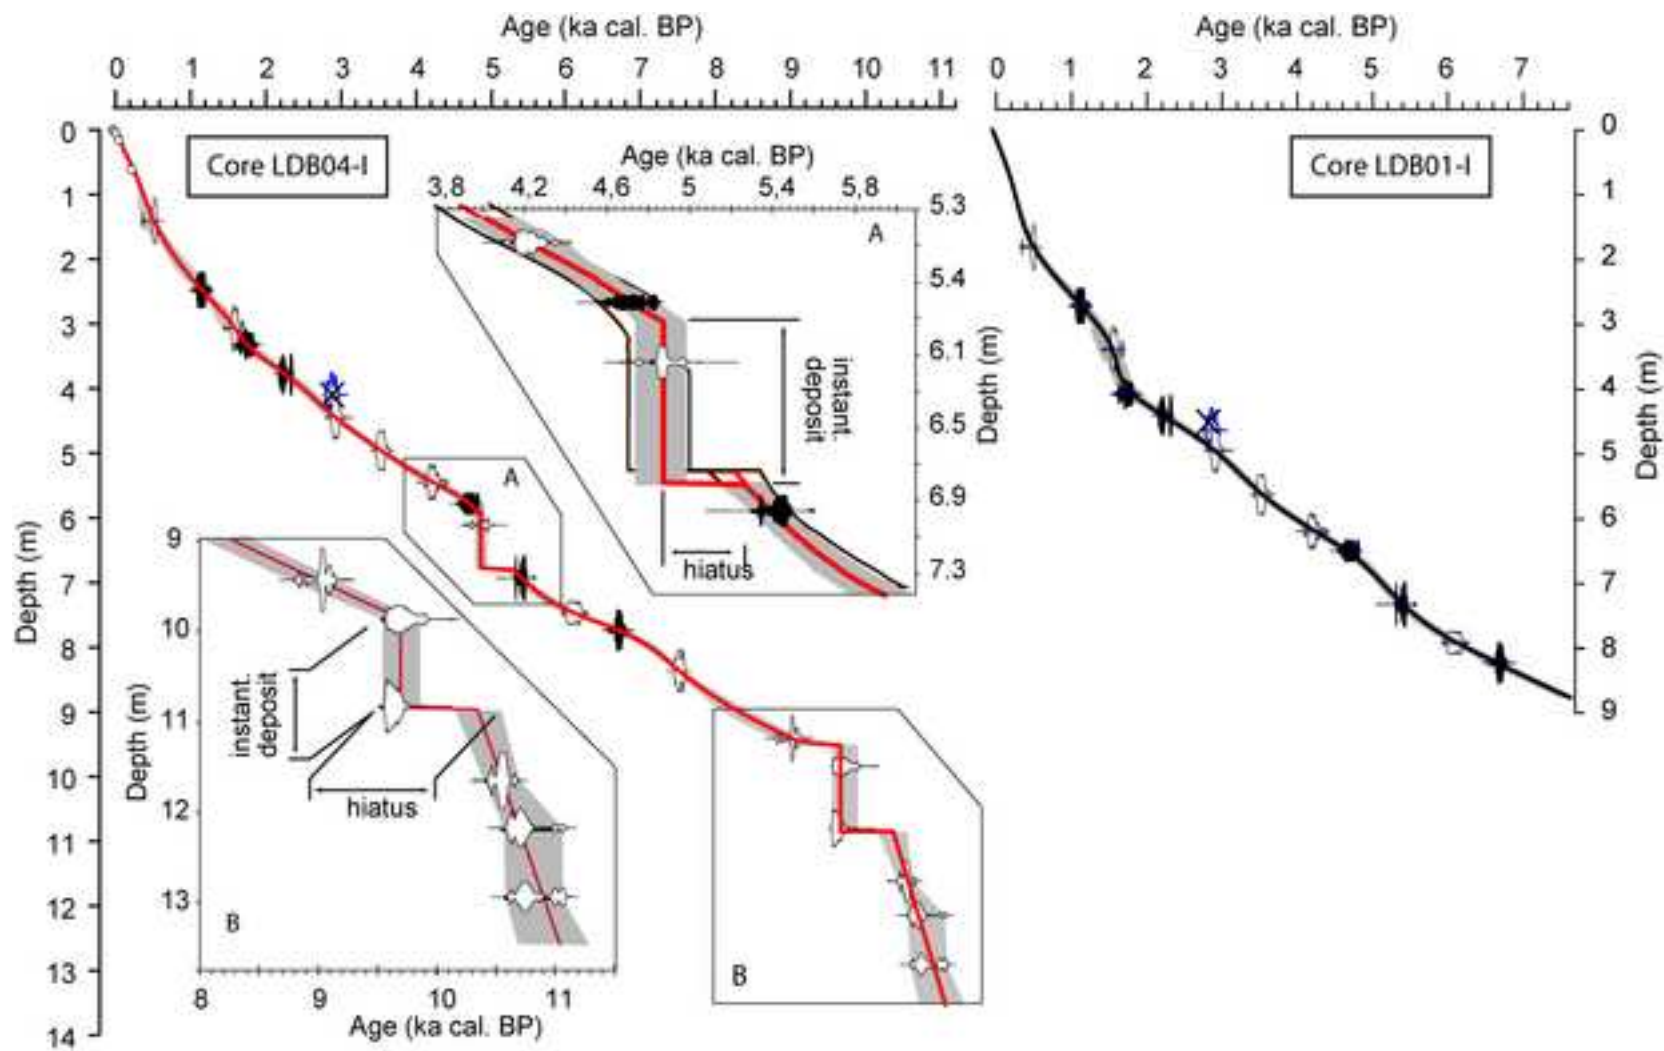 Age (ka cal. BP)
0 1 2 3 4 5 6 7 8 9 10 11
Age (ka cal. BP)
0 1 2 3 4 5 6 7
Core LDB04-I
Core LDB01-I
Depth (m)
0
1
2
3
4
5
6
7
8
9
10
11
12
13
14
Age (ka cal. BP)
3,8 4,2 4,6 5 5,4 5,8
A
5.3
5.4
6.1
6.5
6.9
7.3
Depth (m)
instant.
deposit
hiatus
A
Depth (m)
9
10
11
12
13
instant.
deposit
hiatus
B
8 9 10 11
Age (ka cal. BP)
B
0
1
2
3
4
5
6
7
8
9
Depth (m)